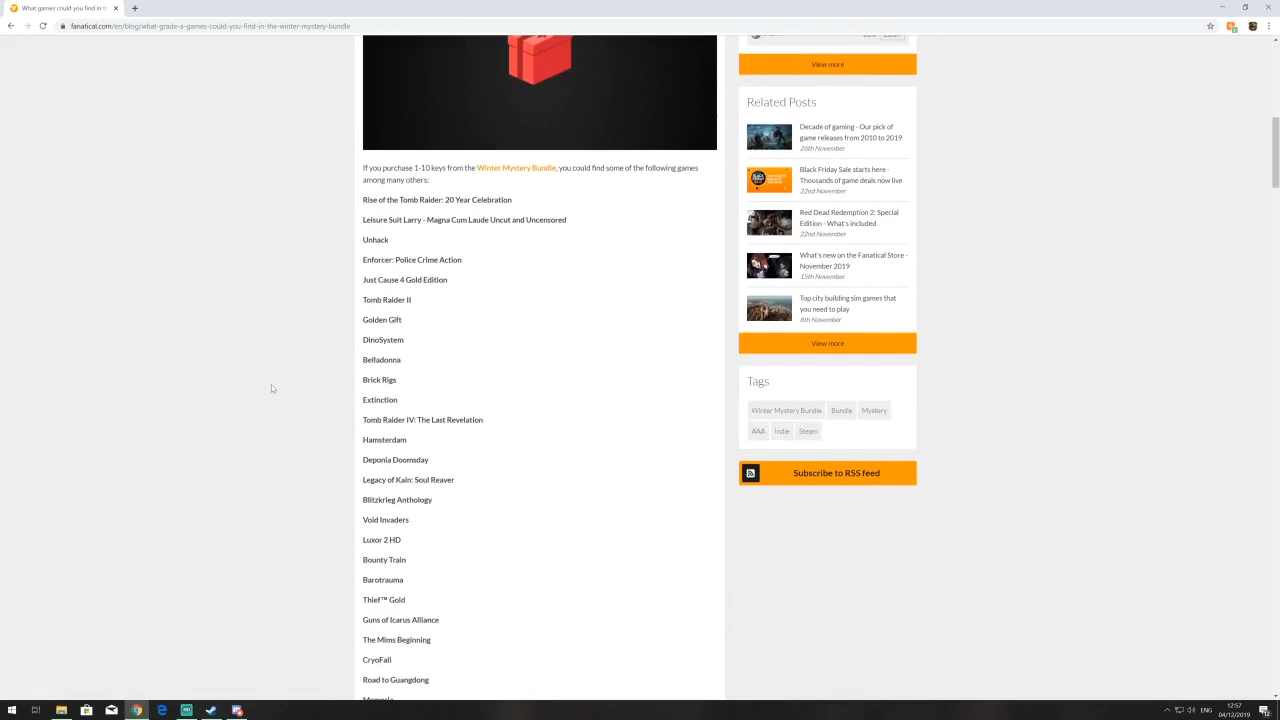 What games could you find in th
fanatical.com/en/blog/what-grade-a-games-could-you-find-in-the-winter-mystery-bundle
If you purchase 1-10 keys from the Winter Mystery Bundle, you could find some of the following games
among many others:
Rise of the Tomb Raider: 20 Year Celebration
Leisure Suit Larry - Magna Cum Laude Uncut and Uncensored
Unhack
Enforcer: Police Crime Action
Just Cause 4 Gold Edition
Tomb Raider II
Golden Gift
DinoSystem
Belladonna
Brick Rigs
Extinction
Tomb Raider IV: The Last Revelation
Hamsterdam
Deponia Doomsday
Legacy of Kain: Soul Reaver
Blitzkrieg Anthology
Void Invaders
Luxor 2 HD
Bounty Train
Barotrauma
Thief™ Gold
Guns of Icarus Alliance
The Mims Beginning
CryoFall
Road to Guangdong
View more
Related Posts
Decade of gaming - Our pick of
game releases from 2010 to 2019
26th November
Black Friday Sale starts here -
Thousands of game deals now live
22nd November
Red Dead Redemption 2: Special
Edition - What's included
22nd November
What's new on the Fanatical Store -
November 2019
15th November
Top city building sim games that
you need to play
8th November
View more
Tags
Winter Mystery Bundle Bundle Mystery
AAA Indie Steam
Subscribe to RSS feed
ENG
12:57
04/12/2019